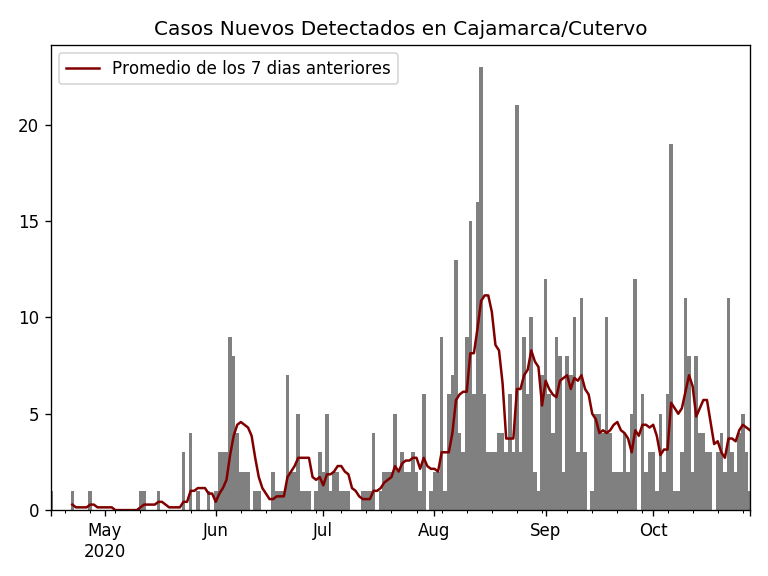 Casos Nuevos Detectados en Cajamarca/Cutervo
Promedio de los 7 dias anteriores
20
15
10
5
0
May Jun Jul Aug Sep Oct
2020